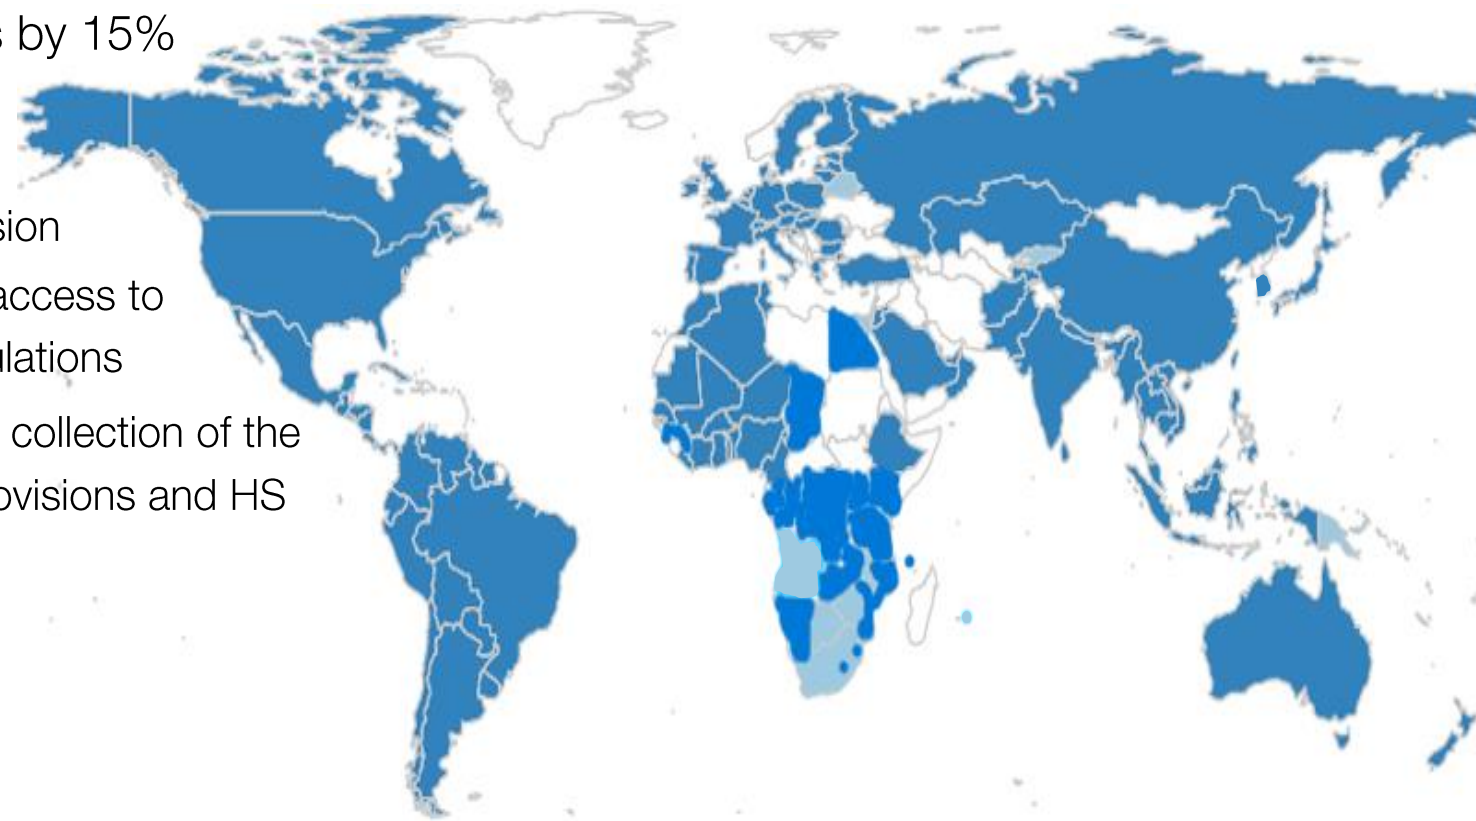 s by 15%
sion
access to
ulations
collection of the
ovisions and HS